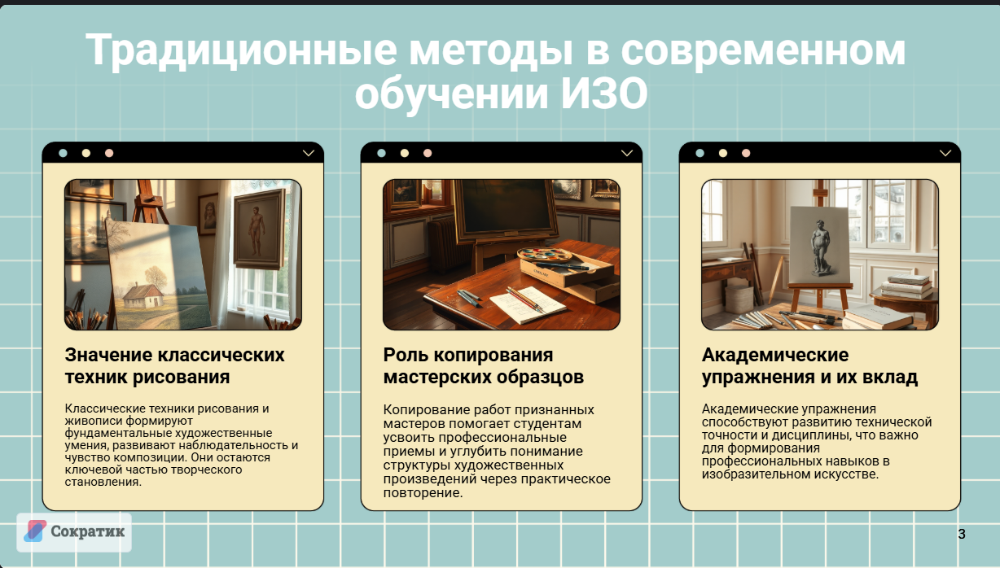 Традиционные методы в современном
обучении ИЗО
Значение классических
техник рисования
Классические техники рисования и
живописи формируют
фундаментальные художественные
умения, развивают наблюдательность и
чувство композиции. Они остаются
ключевой частью творческого
становления.
Роль копирования
мастерских образцов
Копирование работ признанных
мастеров помогает студентам
усвоить профессиональные
приемы и углубить понимание
структуры художественных
произведений через практическое
повторение.
Академические
упражнения и их вклад
Академические упражнения
способствуют развитию технической
точности и дисциплины, что важно
для формирования
профессиональных навыков в
изобразительном искусстве.
Сократик
3